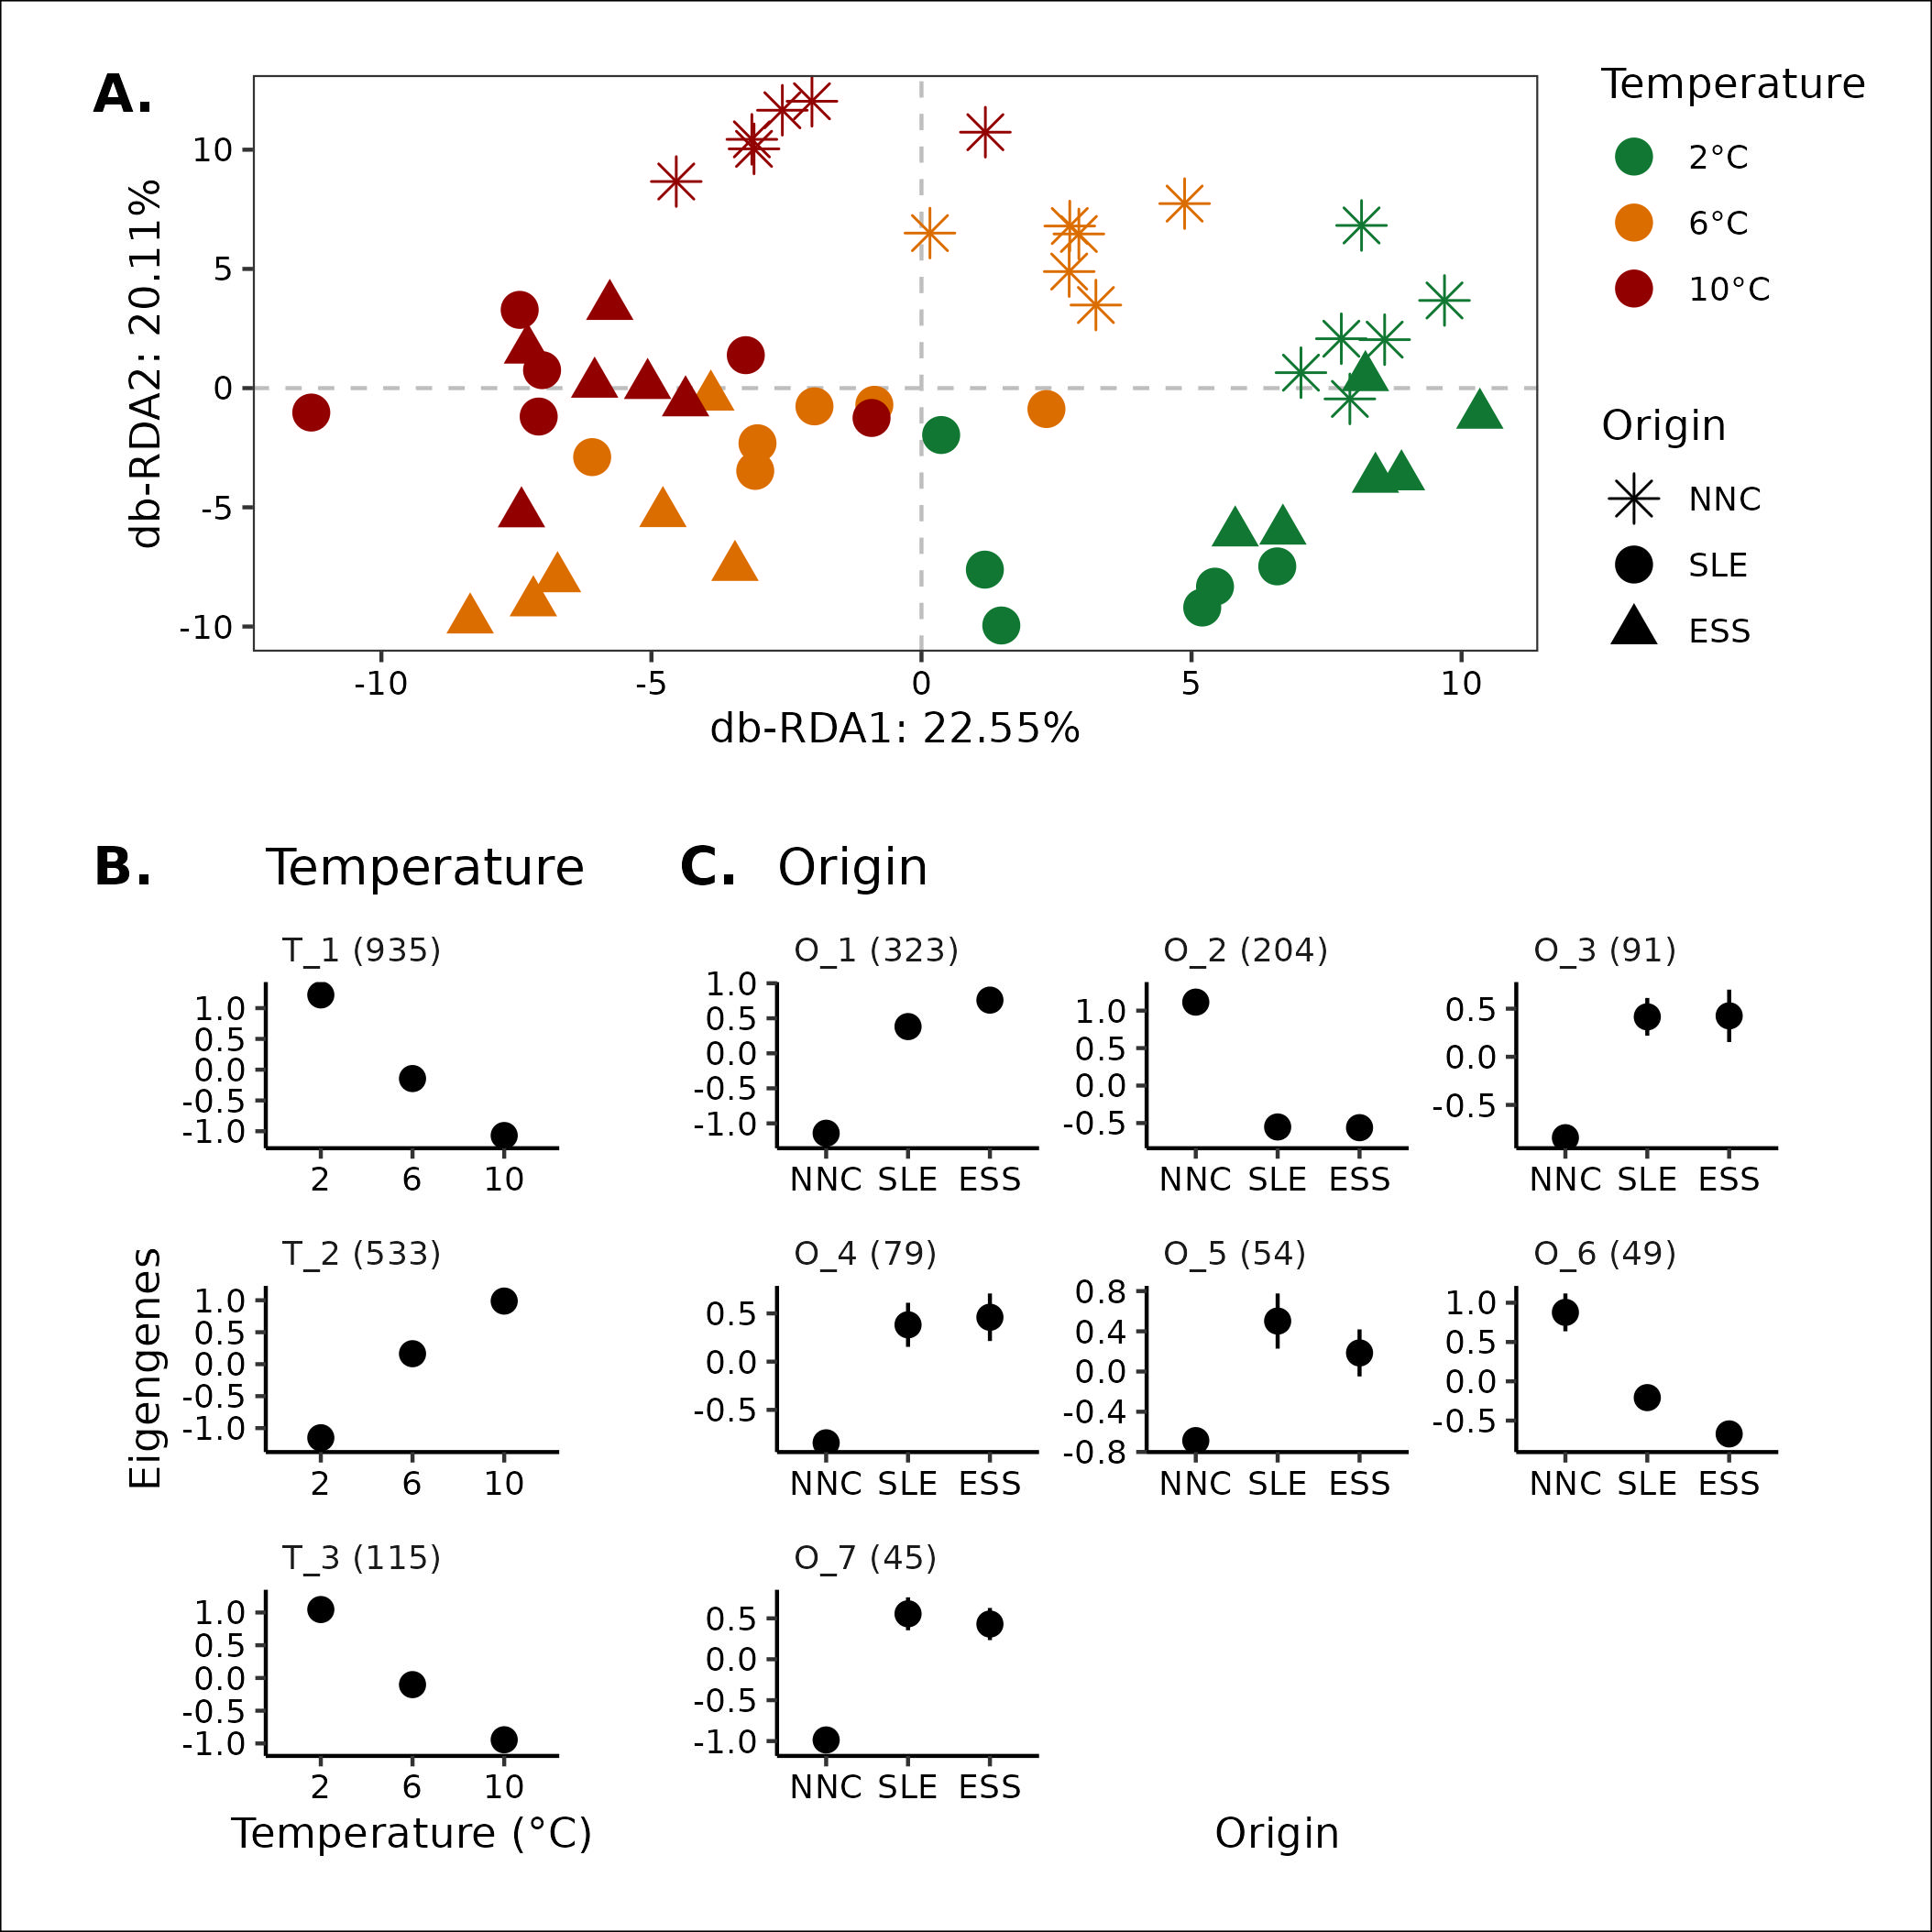 A.
db-RDA2: 20.11%
10
5
0
-5
-10
-10
-5
0
5
10
db-RDA1: 22.55%
Temperature
2°C
6°C
10°C
Origin
NNC
SLE
ESS
B.
Temperature
C.
Origin
Eigengenes
T_1 (935)
1.0
0.5
0.0
-0.5
-1.0
2 6 10
O_1 (323)
1.0
0.5
0.0
-0.5
-1.0
NNC SLE ESS
O_2 (204)
1.0
0.5
0.0
-0.5
NNC SLE ESS
O_3 (91)
0.5
0.0
-0.5
NNC SLE ESS
T_2 (533)
1.0
0.5
0.0
-0.5
-1.0
2 6 10
O_4 (79)
0.5
0.0
-0.5
NNC SLE ESS
O_5 (54)
0.8
0.4
0.0
-0.4
-0.8
NNC SLE ESS
O_6 (49)
1.0
0.5
0.0
-0.5
NNC SLE ESS
T_3 (115)
1.0
0.5
0.0
-0.5
-1.0
2 6 10
O_7 (45)
0.5
0.0
-0.5
-1.0
NNC SLE ESS
Temperature (°C)
Origin